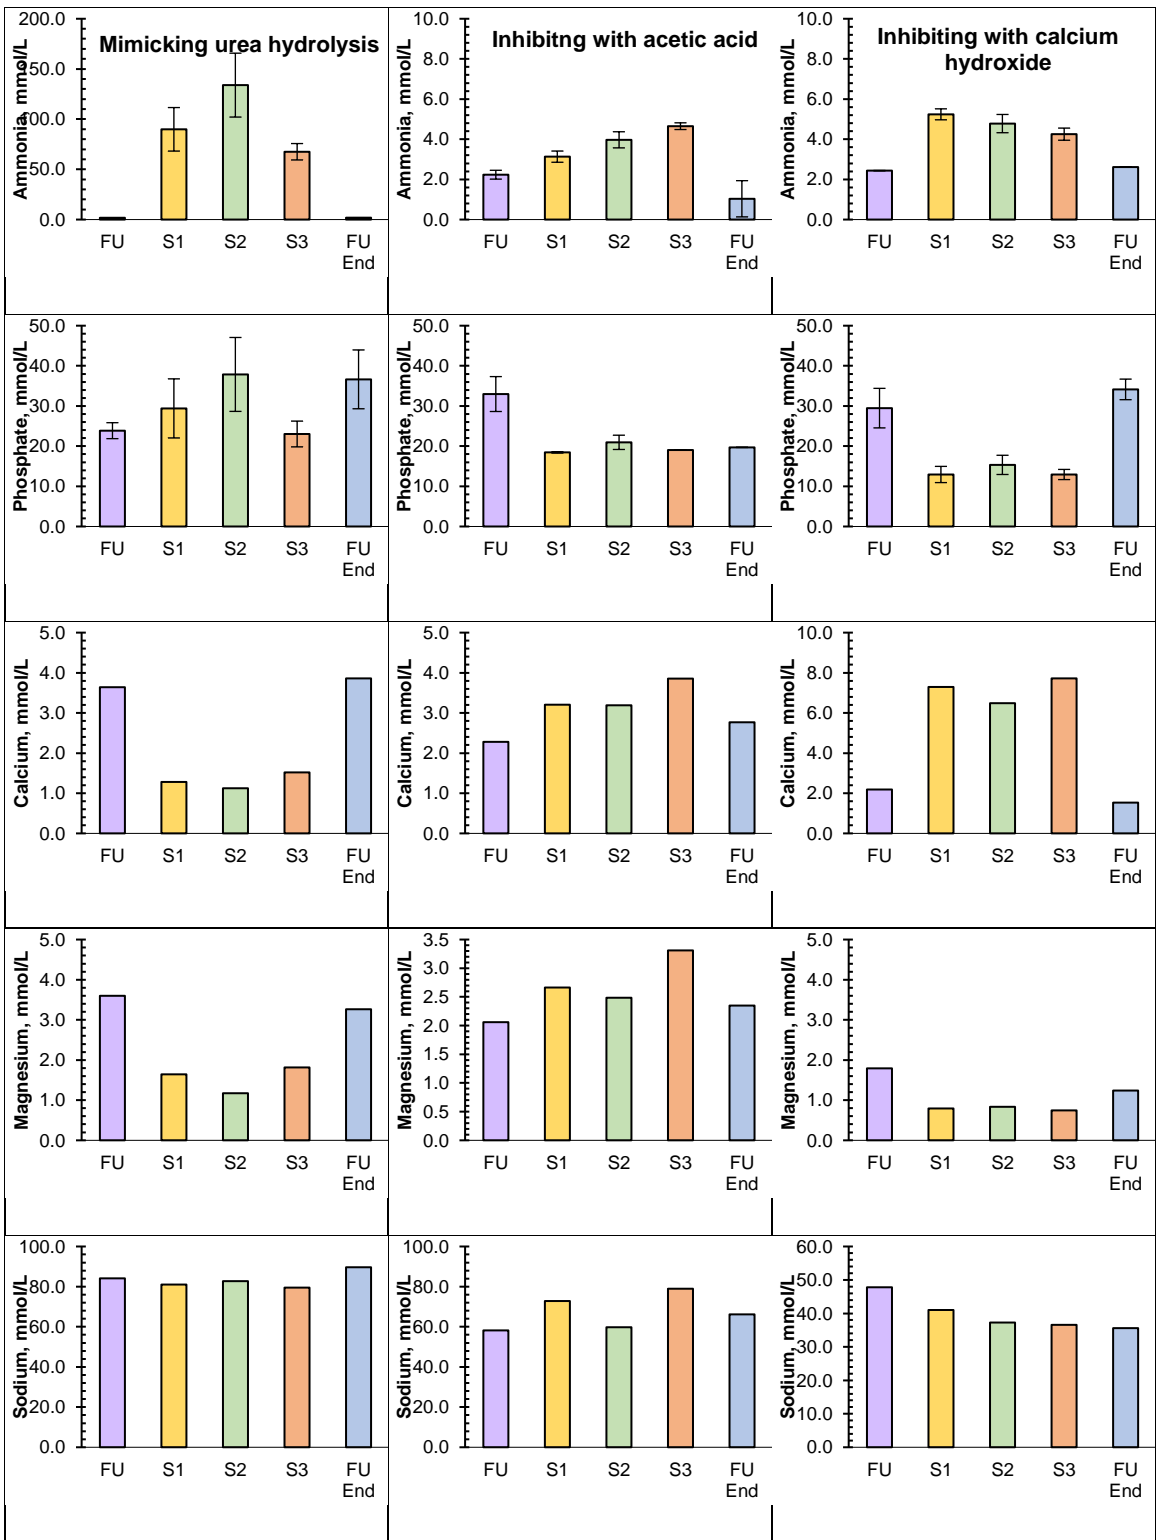 Mimicking urea hydrolysis
Ammonia, mmol/L
200.0
150.0
100.0
50.0
0.0
FU S1 S2 S3 FU
End
Inhibitng with acetic acid
Ammonia, mmol/L
10.0
8.0
6.0
4.0
2.0
0.0
FU S1 S2 S3 FU
End
Inhibiting with calcium
hydroxide
Ammonia, mmol/L
10.0
8.0
6.0
4.0
2.0
0.0
FU S1 S2 S3 FU
End
Phosphate, mmol/L
50.0
40.0
30.0
20.0
10.0
0.0
FU S1 S2 S3 FU
End
Phosphate, mmol/L
50.0
40.0
30.0
20.0
10.0
0.0
FU S1 S2 S3 FU
End
Phosphate, mmol/L
50.0
40.0
30.0
20.0
10.0
0.0
FU S1 S2 S3 FU
End
Calcium, mmol/L
5.0
4.0
3.0
2.0
1.0
0.0
FU S1 S2 S3 FU
End
Calcium, mmol/L
5.0
4.0
3.0
2.0
1.0
0.0
FU S1 S2 S3 FU
End
Calcium, mmol/L
10.0
8.0
6.0
4.0
2.0
0.0
FU S1 S2 S3 FU
End
Magnesium, mmol/L
5.0
4.0
3.0
2.0
1.0
0.0
FU S1 S2 S3 FU
End
Magnesium, mmol/L
3.5
3.0
2.5
2.0
1.5
1.0
0.5
0.0
FU S1 S2 S3 FU
End
Magnesium, mmol/L
5.0
4.0
3.0
2.0
1.0
0.0
FU S1 S2 S3 FU
End
Sodium, mmol/L
100.0
80.0
60.0
40.0
20.0
0.0
FU S1 S2 S3 FU
End
Sodium, mmol/L
100.0
80.0
60.0
40.0
20.0
0.0
FU S1 S2 S3 FU
End
Sodium, mmol/L
60.0
50.0
40.0
30.0
20.0
10.0
0.0
FU S1 S2 S3 FU
End